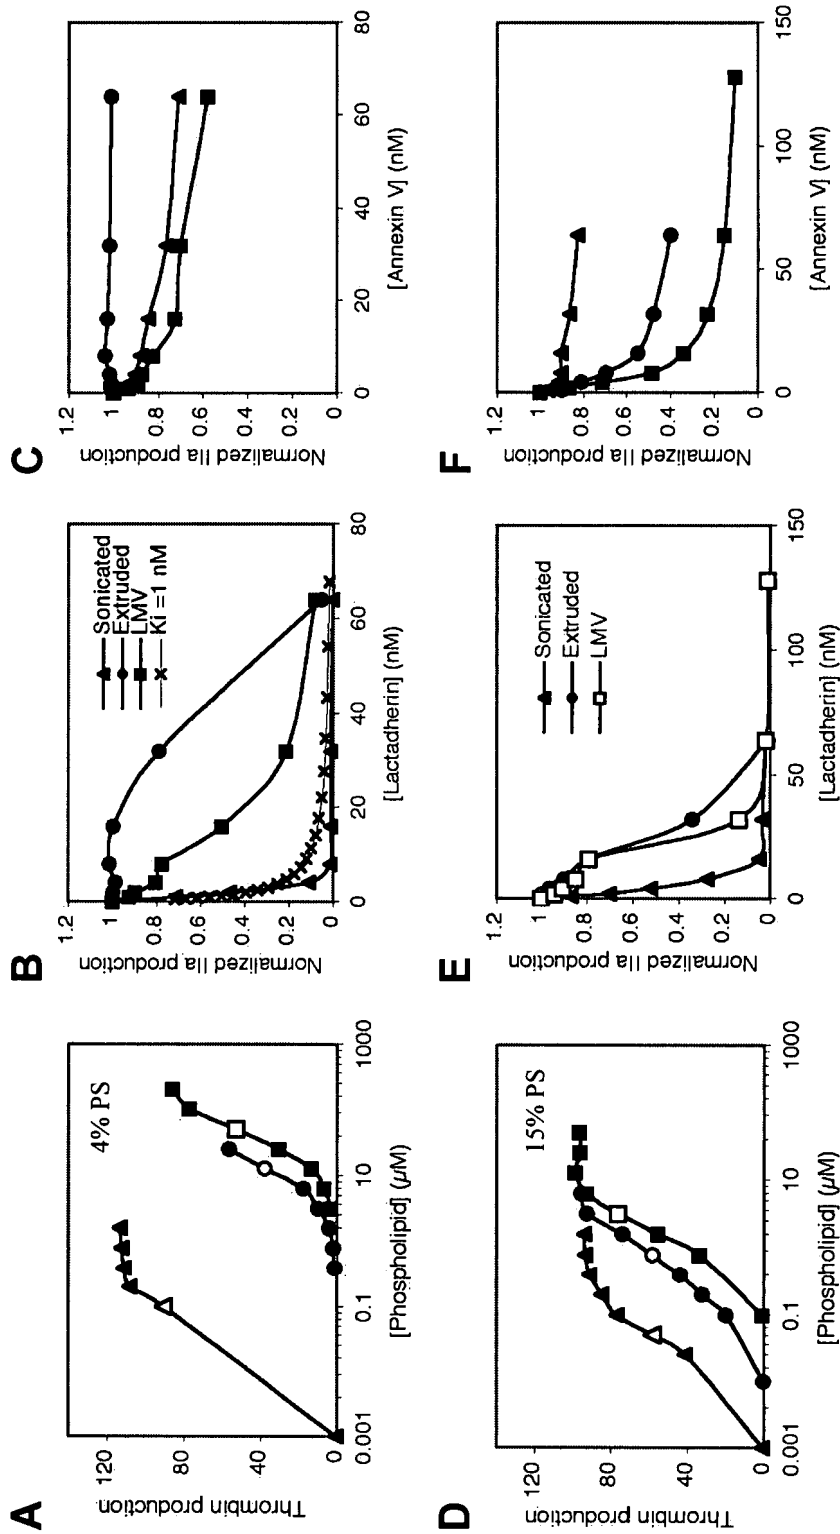 A
Thrombin production
120
80
40
0
4% PS
0.001
0.1
10
1000
[Phospholipid] (µM)
B
Normalized IIa production
1.2
1
0.8
0.6
0.4
0.2
0
Sonicated
Extruded
LMV
Ki =1 nM
0
20
40
60
80
[Lactadherin] (nM)
C
Normalized IIa production
1.2
1
0.8
0.6
0.4
0.2
0
0
20
40
60
80
[Annexin V] (nM)
D
Thrombin production
120
80
40
0
15% PS
0.001
0.1
10
1000
[Phospholipid] (µM)
E
Normalized IIa production
1.2
1
0.8
0.6
0.4
0.2
0
Sonicated
Extruded
LMV
0
50
100
150
[Lactadherin] (nM)
F
Normalized IIa production
1.2
1
0.8
0.6
0.4
0.2
0
0
50
100
150
[Annexin V] (nM)